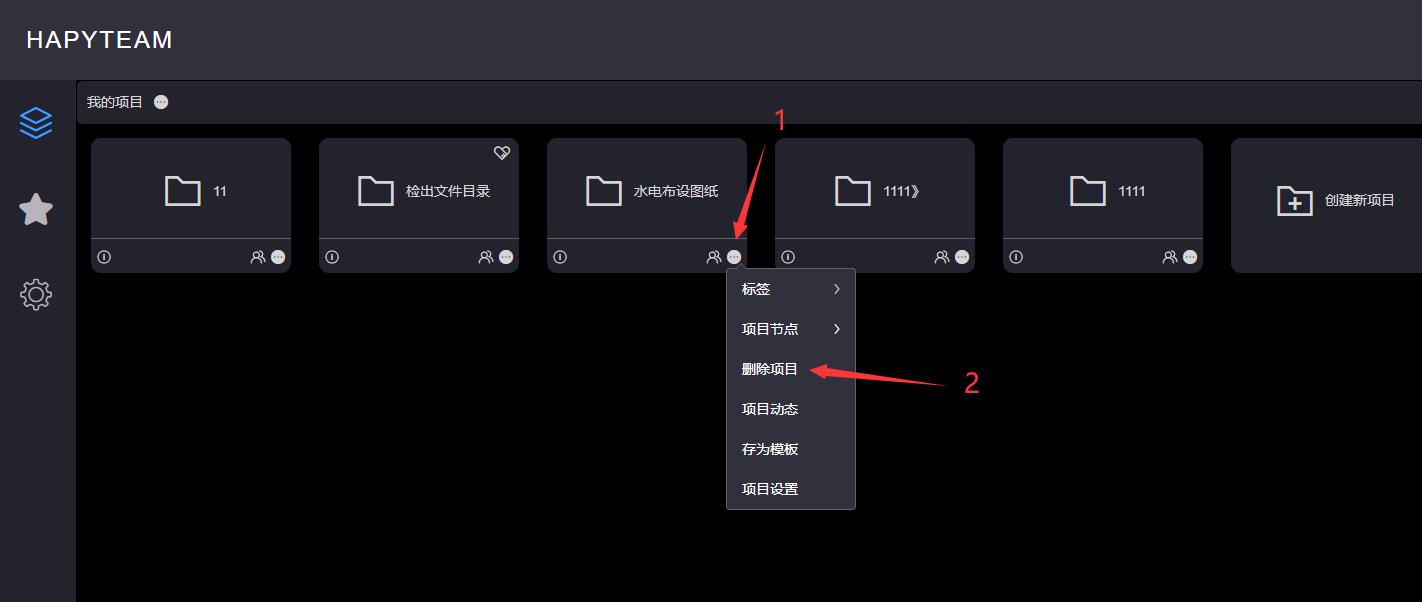 HAPYTEAM
我的项目
1
11
检出文件目录
水电布设图纸
1111》
1111
创建新项目
标签
项目节点
删除项目
2
项目动态
存为模板
项目设置